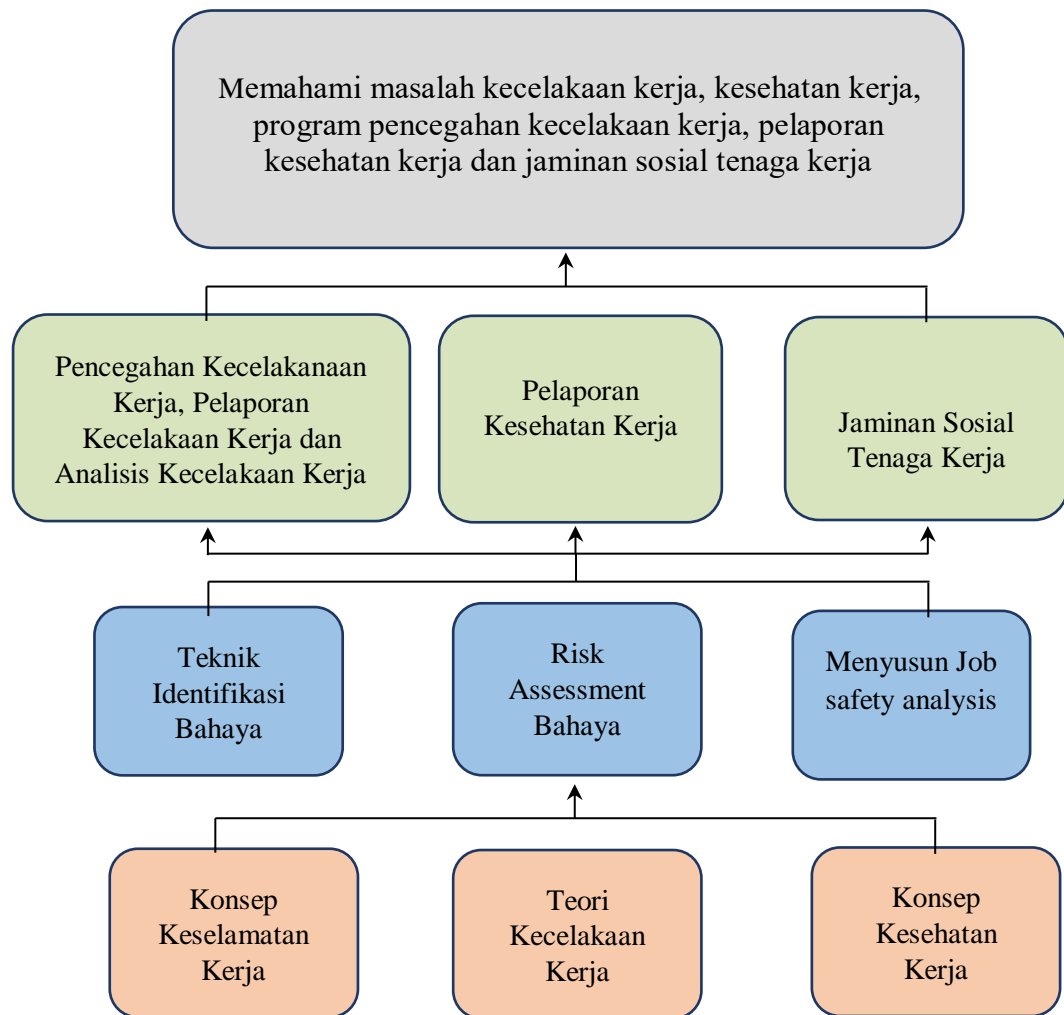 Memahami masalah kecelakaan kerja, kesehatan kerja,
program pencegahan kecelakaan kerja, pelaporan
kesehatan kerja dan jaminan sosial tenaga kerja
Pencegahan Kecelakanaan
Kerja, Pelaporan
Kecelakaan Kerja dan
Analisis Kecelakaan Kerja
Pelaporan
Kesehatan Kerja
Jaminan Sosial
Tenaga Kerja
Teknik
Identifikasi
Bahaya
Risk
Assessment
Bahaya
Menyusun Job
safety analysis
Konsep
Keselamatan
Kerja
Teori
Kecelakaan
Kerja
Konsep
Kesehatan
Kerja